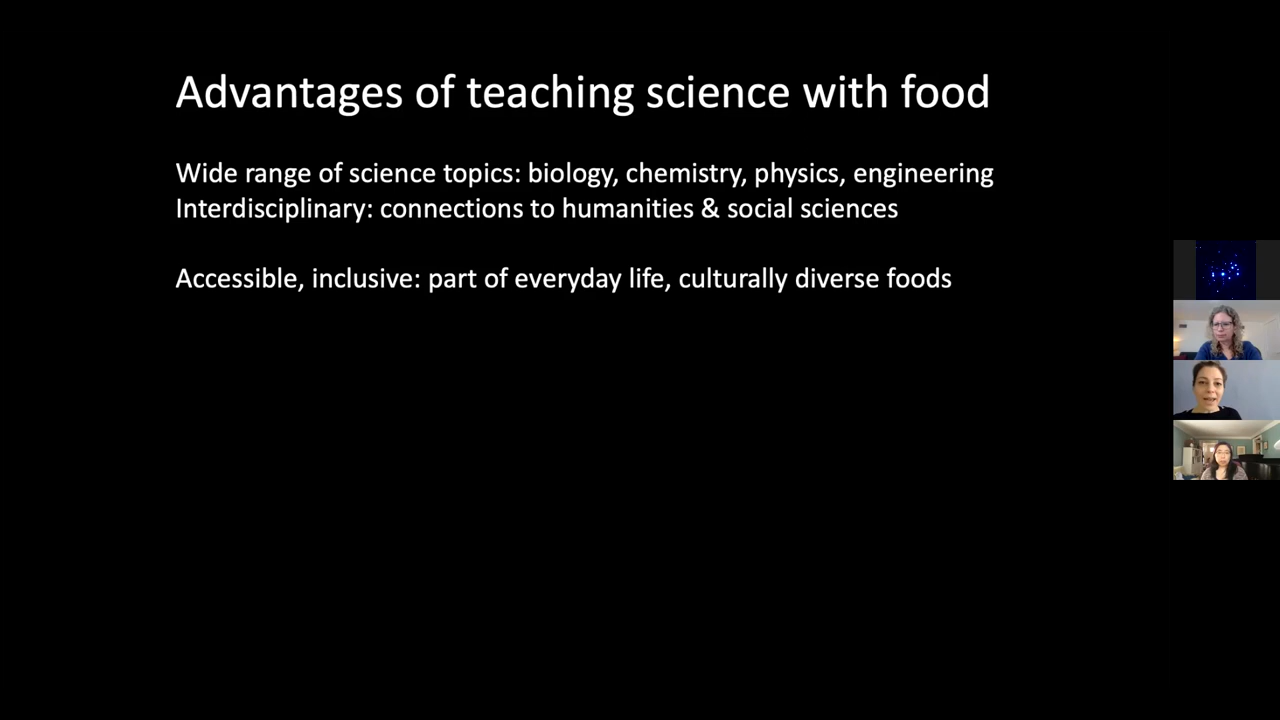 Advantages of teaching science with food
Wide range of science topics: biology, chemistry, physics, engineering
Interdisciplinary: connections to humanities & social sciences
Accessible, inclusive: part of everyday life, culturally diverse foods